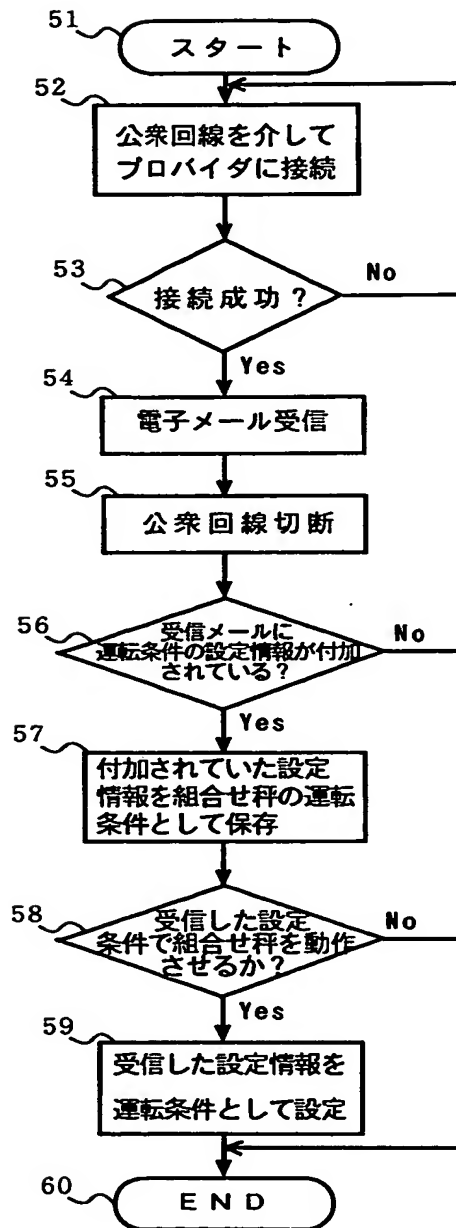 51
スタート
52
公衆回線を介して
プロバイダに接続
53
接続成功？
No
Yes
54
電子メール受信
55
公衆回線切断
56
受信メールに
運転条件の設定情報が付加
されている？
No
Yes
57
付加されていた設定
情報を組合せ秤の運転
条件として保存
58
受信した設定
条件で組合せ秤を動作
させるか？
No
Yes
59
受信した設定情報を
運転条件として設定
60
END